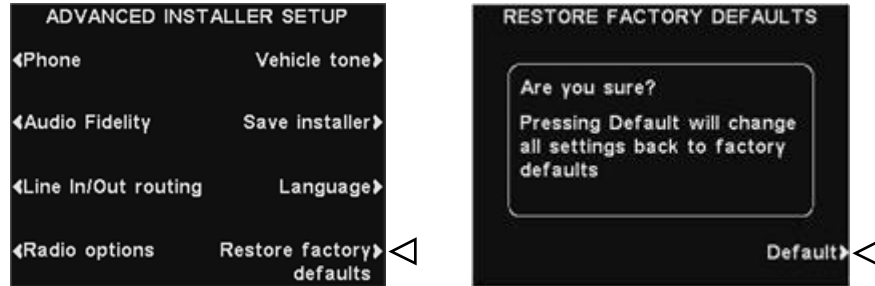 ADVANCED INSTALLER SETUP
Phone
Vehicle tone
Audio Fidelity
Save installer
Line In/Out routing
Language
Radio options
Restore factory
defaults
RESTORE FACTORY DEFAULTS
Are you sure?
Pressing Default will change
all settings back to factory
defaults
Default